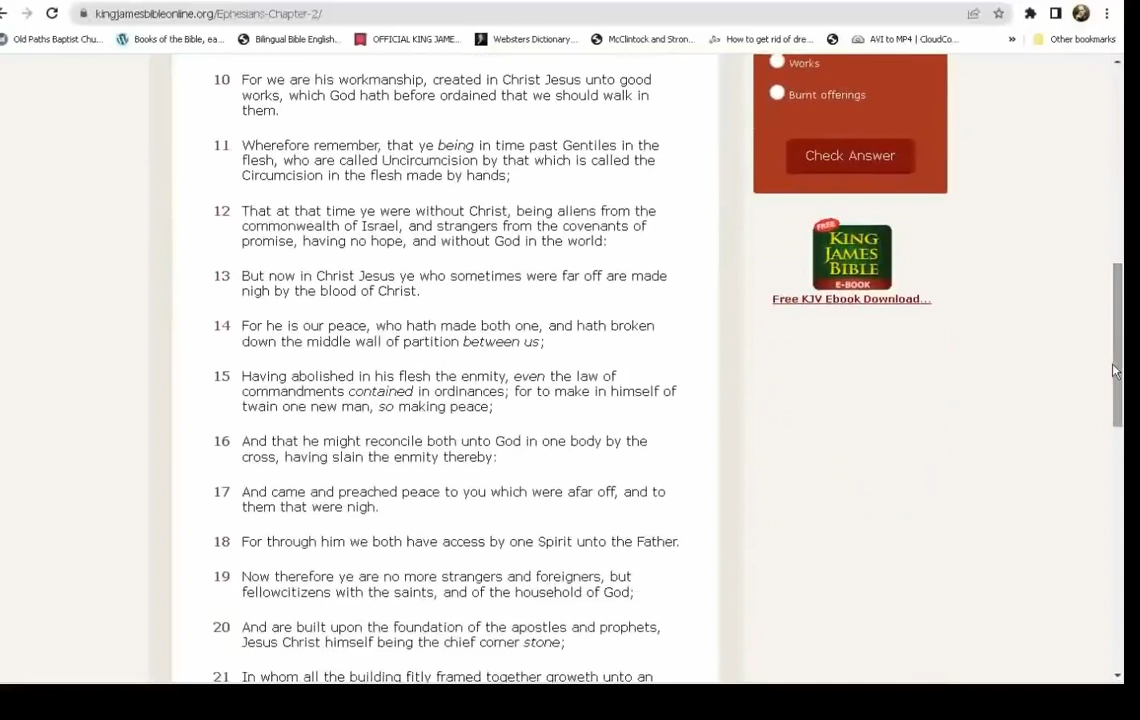 kingjamesbibleonline.org/Ephesians-Chapter-2/
Old Paths Baptist Chu... Books of the Bible, ea... Bilingual Bible English... OFFICIAL KING JAME... Websters Dictionary... McClintock and Stron... How to get rid of dre... AVI to MP4 | CloudCo... » Other bookmarks
10 For we are his workmanship, created in Christ Jesus unto good
works, which God hath before ordained that we should walk in
them.
11 Wherefore remember, that ye being in time past Gentiles in the
flesh, who are called Uncircumcision by that which is called the
Circumcision in the flesh made by hands;
12 That at that time ye were without Christ, being aliens from the
commonwealth of Israel, and strangers from the covenants of
promise, having no hope, and without God in the world:
13 But now in Christ Jesus ye who sometimes were far off are made
nigh by the blood of Christ.
14 For he is our peace, who hath made both one, and hath broken
down the middle wall of partition between us;
15 Having abolished in his flesh the enmity, even the law of
commandments contained in ordinances; for to make in himself of
twain one new man, so making peace;
16 And that he might reconcile both unto God in one body by the
cross, having slain the enmity thereby:
17 And came and preached peace to you which were afar off, and to
them that were nigh.
18 For through him we both have access by one Spirit unto the Father.
19 Now therefore ye are no more strangers and foreigners, but
fellowcitizens with the saints, and of the household of God;
20 And are built upon the foundation of the apostles and prophets,
Jesus Christ himself being the chief corner stone;
21 In whom all the building fitly framed together groweth unto an
Works
Burnt offerings
Check Answer
FREE
KING
JAMES
BIBLE
E-BOOK
Free KJV Ebook Download...